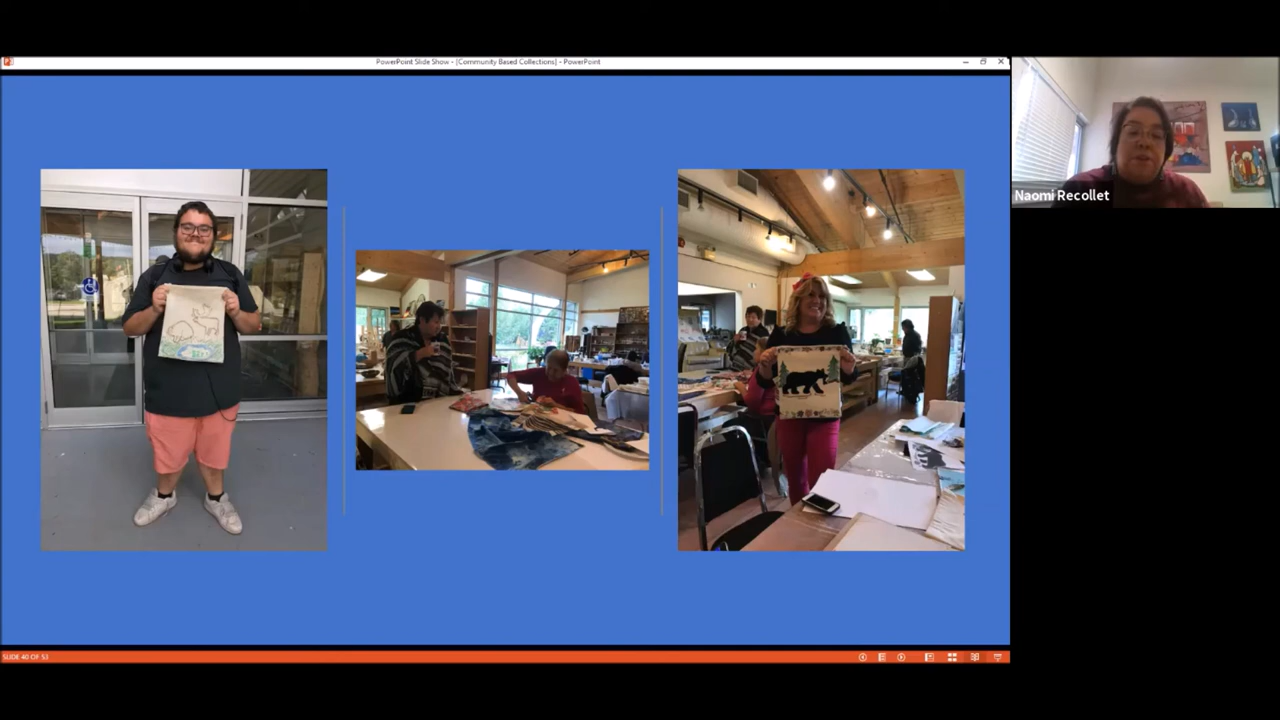 PowerPoint Slide Show - [Community Based Collections] - PowerPoint
Naomi Recollet
SLIDE 40 OF 53